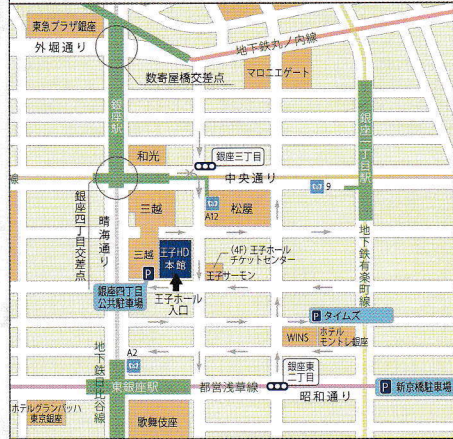 東急プラザ銀座
外堀通り
地下鉄丸ノ内線
数寄屋橋交差点
マロニエゲート
銀座駅
銀座一丁目駅
和光
銀座三丁目
線
中央通り
9
銀座四丁目交差点
晴海通り
三越
A12
松屋
三越
P
王子HD
本館
(4F) 王子ホール
チケットセンター
王子サーモン
地下鉄有楽町線
銀座四丁目
公共駐車場
王子ホール
入口
P タイムズ
WINS
ホテル
モントレ銀座
地下鉄日比谷線
A2
銀座東
二丁目
東銀座駅
都営浅草線
昭和通り
P 新京橋駐車場
ホテルグランバッハ
東京銀座
歌舞伎座